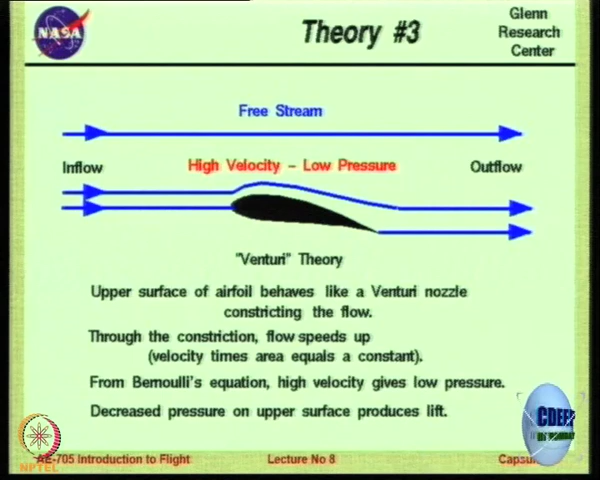 NASA
Theory #3
Glenn
Research
Center
Free Stream
Inflow
High Velocity - Low Pressure
Outflow
"Venturi" Theory
Upper surface of airfoil behaves like a Venturi nozzle
constricting the flow.
Through the constriction, flow speeds up
(velocity times area equals a constant).
From Bernoulli's equation, high velocity gives low pressure.
Decreased pressure on upper surface produces lift.
CDEEP
NPTEL
AE-705 Introduction to Flight
Lecture No 8